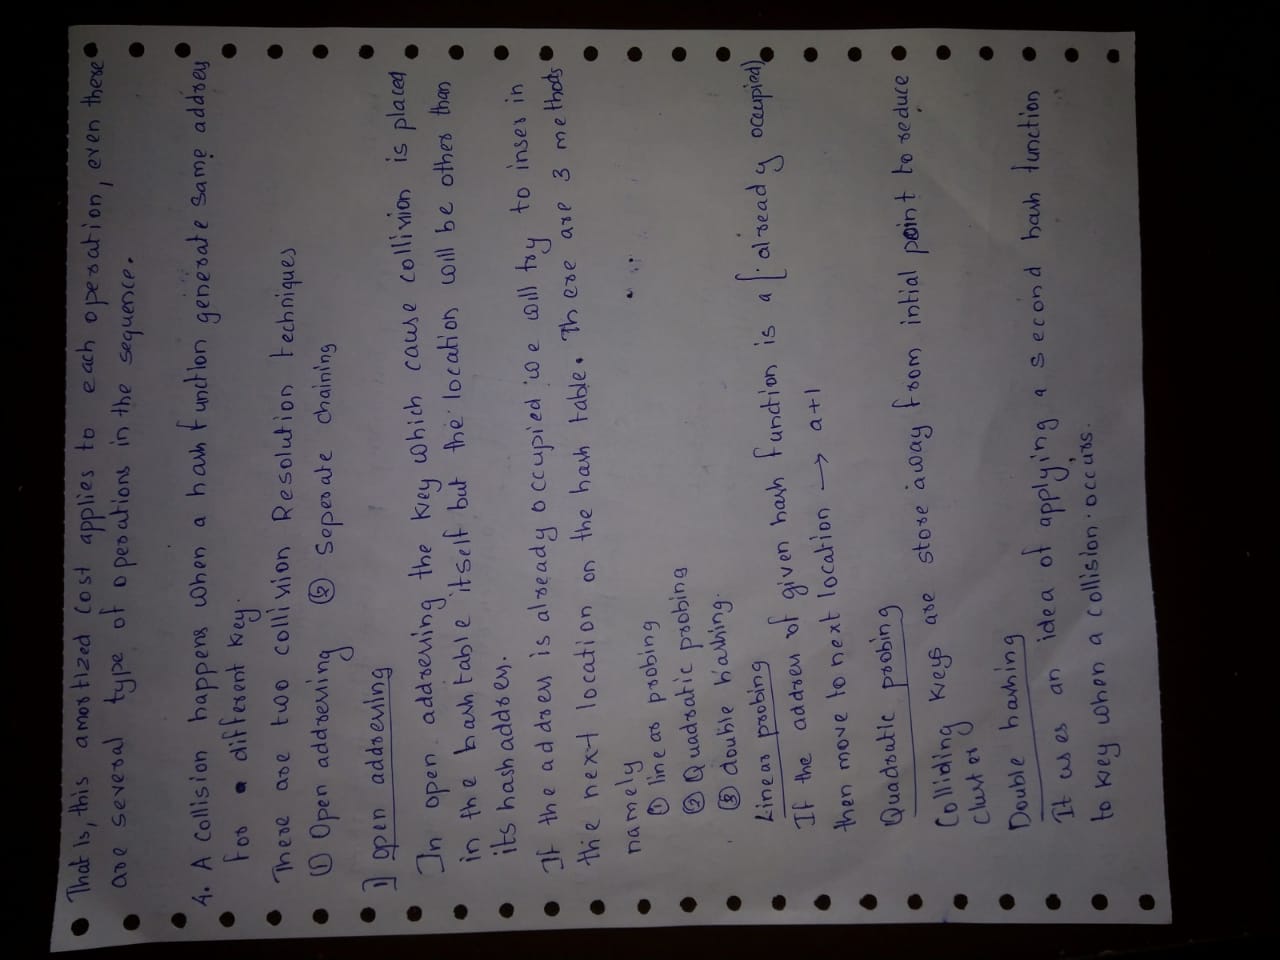 That is, this amortized cost applies to each operation, even there
are several type of operations in the sequence.
4. A collision happens when a hash function generate same address
for a different key.
There are two collision Resolution techniques
① Open addressing ② Seperate chaining
1] open addressing
In open addressing the key which cause collision is placed
in the hash table itself but the location will be other than
its hash address.
If the address is already occupied we will try to inser in
the next location on the hash table. There are 3 methods
namely
① linear probing
② Quadratic probing
③ double hashing.
Linear probing
If the address of given hash function is a [already occupied)
then move to next location → a+1
Quadratic probing
Colliding keys are store away from intial point to reduce
cluster
Double hashing
It uses an idea of applying a second hash function
to key when a collision occurs.